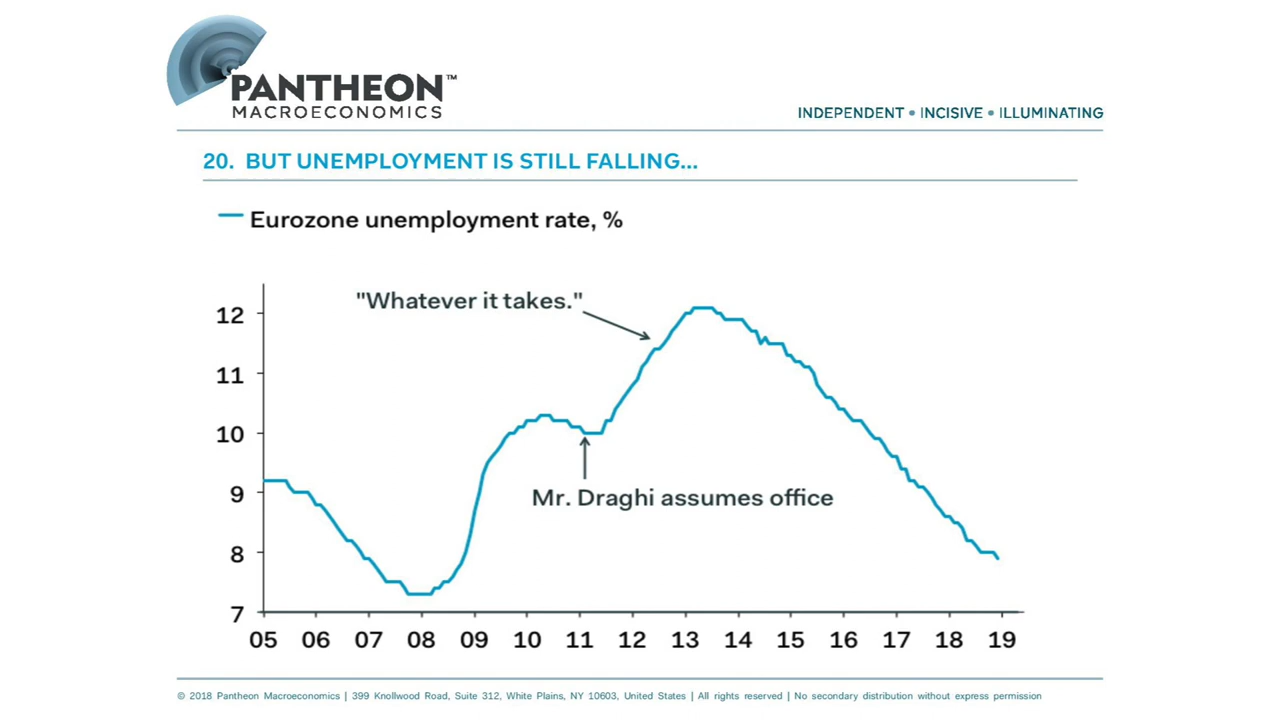 PANTHEON™
MACROECONOMICS
INDEPENDENT • INCISIVE • ILLUMINATING
20. BUT UNEMPLOYMENT IS STILL FALLING...
Eurozone unemployment rate, %
"Whatever it takes."
12
11
10
Mr. Draghi assumes office
9
8
7
05 06 07 08 09 10 11 12 13 14 15 16 17 18 19
© 2018 Pantheon Macroeconomics | 399 Knollwood Road, Suite 312, White Plains, NY 10603, United States | All rights reserved | No secondary distribution without express permission